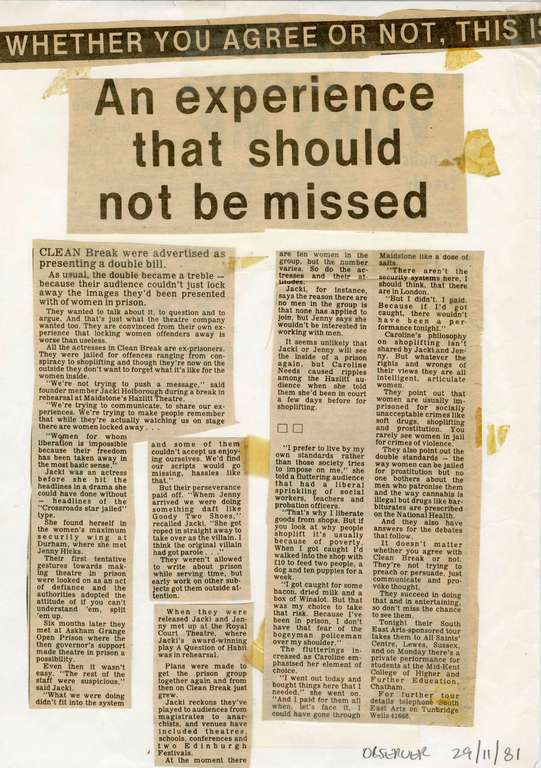 WHETHER YOU AGREE OR NOT, THIS IS
An experience
that should
not be missed
CLEAN Break were advertised as
presenting a double bill.
As usual, the double became a treble —
because their audience couldn't just lock
away the images they'd been presented
with of women in prison.
They wanted to talk about it, to question and to
argue. And that's just what the theatre company
wanted too. They are convinced from their own ex-
perience that locking women offenders away is
worse than useless.
All the actresses in Clean Break are ex-prisoners.
They were jailed for offences ranging from con-
spiracy to shoplifting and though they're now on the
outside they don't want to forget what it's like for the
women inside.
"We're not trying to push a message," said
founder member Jacki Holborough during a break in
rehearsal at Maidstone's Hazlitt Theatre.
"We're trying to communicate, to share our ex-
periences. We're trying to make people remember
that while they're actually watching us on stage
there are women locked away . . .
"Women for whom
liberation is impossible
because their freedom
has been taken away in
the most basic sense."
Jacki was an actress
before she hit the
headlines in a drama she
could have done without
— headlines of the
"Crossroads star jailed"
type.
She found herself in
the women's maximum
security wing at
Durham, where she met
Jenny Hicks.
Their first tentative
gestures towards mak-
ing theatre in prison
were looked on as an act
of defiance and the
authorities adopted the
attitude of if you can't
understand 'em, split
'em up.
Six months later they
met at Askham Grange
Open Prison where the
then governor's support
made theatre in prison a
possibility.
Even then it wasn't
easy. "The rest of the
staff were suspicious,"
said Jacki.
"What we were doing
didn't fit into the system
and some of them
couldn't accept us enjoy-
ing ourselves. We'd find
our scripts would go
missing, hassles like
that."
But their perseverance
paid off. "When Jenny
arrived we were doing
something daft like
Goody Two Shoes,"
recalled Jacki. "She got
roped in straight away to
take over as the villain. I
think the original villain
had got parole . . ."
They weren't allowed
to write about prison
while serving time, but
early work on other sub-
jects got them outside at-
tention.
When they were
released Jacki and Jen-
ny met up at the Royal
Court Theatre, where
Jacki's award-winning
play A Question of Habit
was in rehearsal.
Plans were made to
get the prison group
together again and from
then on Clean Break just
grew.
Jacki reckons they've
played to audiences from
magistrates to anar-
chists, and venues have
included theatres,
schools, conferences and
two Edinburgh
Festivals.
At the moment there
are ten women in the
group, but the number
varies. So do the ac-
tresses and their at-
titudes.
Jacki, for instance,
says the reason there are
no men in the group is
that none has applied to
join, but Jenny says she
wouldn't be interested in
working with men.
It seems unlikely that
Jacki or Jenny will see
the inside of a prison
again, but Caroline
Needs caused ripples
among the Hazlitt au-
dience when she told
them she'd been in court
a few days before for
shoplifting.
"I prefer to live by my
own standards rather
than those society tries
to impose on me," she
told a fluttering audience
that had a liberal
sprinkling of social
workers, teachers and
probation officers.
"That's why I liberate
goods from shops. But if
you look at why people
shoplift it's usually
because of poverty.
When I got caught I'd
walked into the shop with
£10 to feed two people, a
dog and ten puppies for a
week.
"I got caught for some
bacon, dried milk and a
box of Winalot. But that
was my choice to take
that risk. Because I've
been in prison, I don't
have that fear of the
bogeyman policeman
over my shoulder."
The flutterings in-
creased as Caroline em-
phasised her element of
choice.
"I went out today and
bought things here that I
needed," she went on.
"And I paid for them all
when, let's face it, I
could have gone through
Maidstone like a dose of
salts.
"There aren't the
security systems here, I
should think, that there
are in London.
"But I didn't. I paid.
Because if I'd got
caught, there wouldn't
have been a per-
formance tonight."
Caroline's philosophy
on shoplifting isn't
shared by Jacki and Jen-
ny. But whatever the
rights and wrongs of
their views they are all
intelligent, articulate
women.
They point out that
women are usually im-
prisoned for socially
unacceptable crimes like
soft drugs, shoplifting
and prostitution. You
rarely see women in jail
for crimes of violence.
They also point out the
double standards — the
way women can be jailed
for prostitution but no
one bothers about the
men who patronise them
and the way cannabis is
illegal but drugs like bar-
biturates are prescribed
on the National Health.
And they also have
answers for the debates
that follow.
It doesn't matter
whether you agree with
Clean Break or not.
They're not trying to
preach or persuade, just
communicate and pro-
voke thought.
They succeed in doing
that and in entertaining,
so don't miss the chance
to see them.
Tonight their South
East Arts-sponsored tour
takes them to All Saints'
Centre, Lewes, Sussex,
and on Monday there's a
private performance for
students at the Mid-Kent
College of Higher and
Further Education,
Chatham.
For further tour
details telephone South
East Arts on Tunbridge
Wells 41666.
OBSERVER 29/11/81